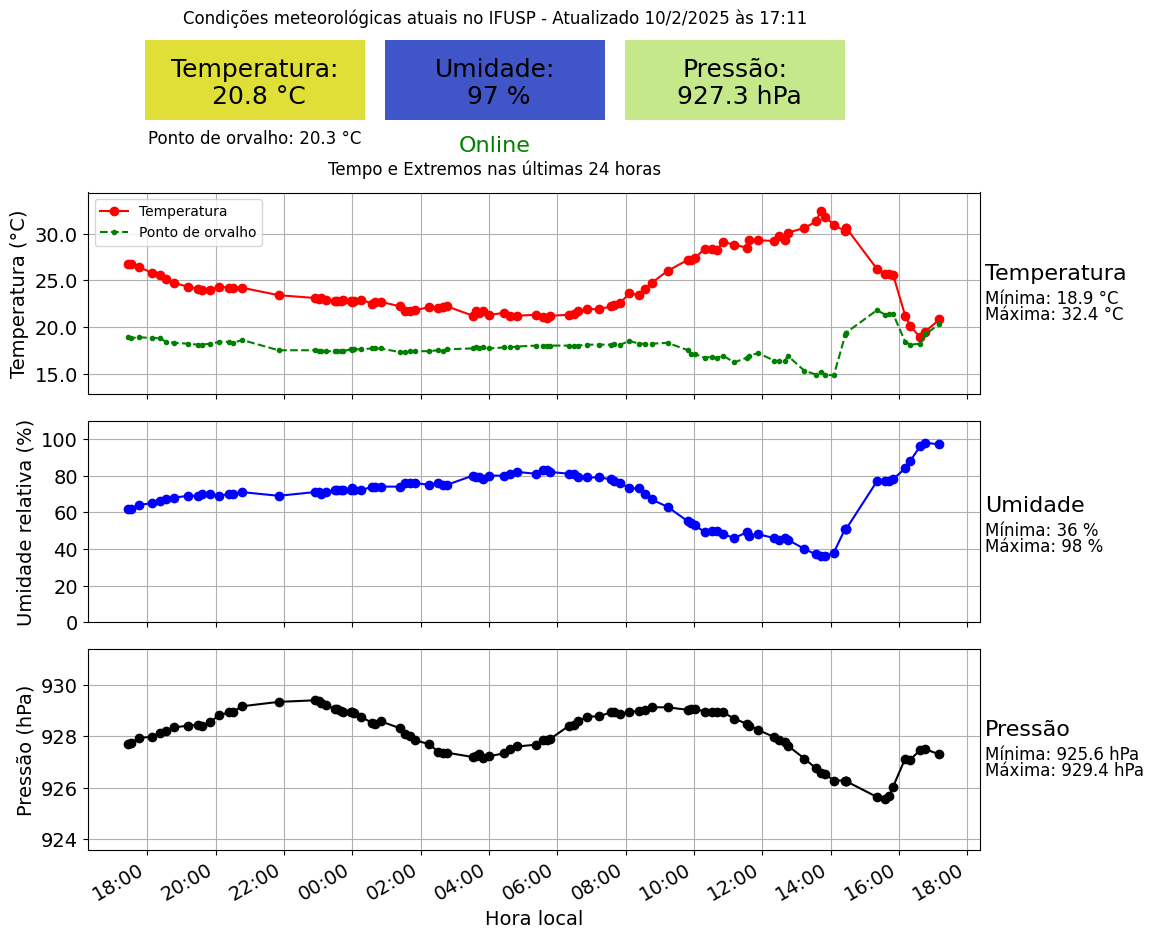 Condições meteorológicas atuais no IFUSP - Atualizado 10/2/2025 às 17:11
Temperatura:
20.8 °C
Umidade:
97 %
Pressão:
927.3 hPa
Ponto de orvalho: 20.3 °C
Online
Tempo e Extremos nas últimas 24 horas
Temperatura (°C)
30.0
25.0
20.0
15.0
Temperatura
Ponto de orvalho
Temperatura
Mínima: 18.9 °C
Máxima: 32.4 °C
Umidade relativa (%)
100
80
60
40
20
0
Umidade
Mínima: 36 %
Máxima: 98 %
Pressão (hPa)
930
928
926
924
Pressão
Mínima: 925.6 hPa
Máxima: 929.4 hPa
18:00
20:00
22:00
00:00
02:00
04:00
06:00
08:00
10:00
12:00
14:00
16:00
18:00
Hora local